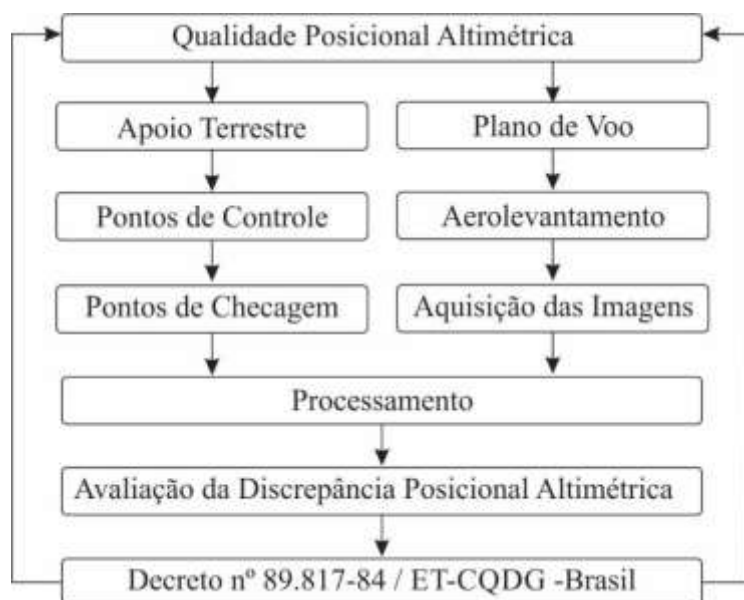 Qualidade Posicional Altimétrica
Apoio Terrestre
Plano de Voo
Pontos de Controle
Aerolevantamento
Pontos de Checagem
Aquisição das Imagens
Processamento
Avaliação da Discrepância Posicional Altimétrica
Decreto nº 89.817-84 / ET-CQDG -Brasil